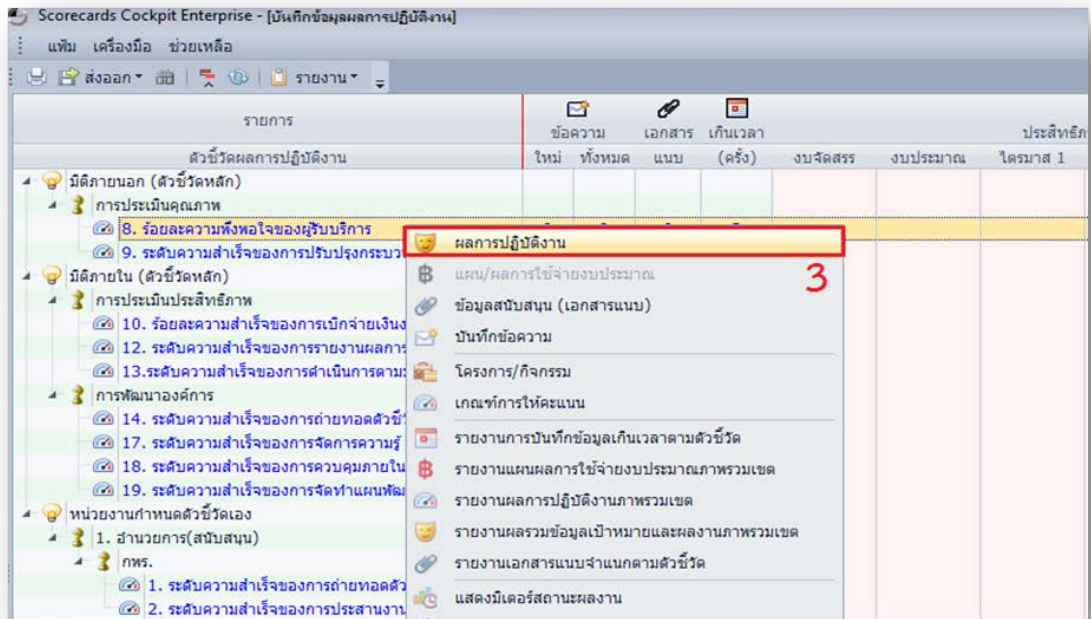 Scorecards Cockpit Enterprise - [บันทึกข้อมูลผลการปฏิบัติงาน]
แฟ้ม เครื่องมือ ช่วยเหลือ
ส่งออก รายงาน
รายการ ข้อความ เอกสาร เกินเวลา
ตัวชี้วัดผลการปฏิบัติงาน ใหม่ ทั้งหมด แนบ (ครั้ง) งบจัดสรร งบประมาณ ไตรมาส 1
มิติภายนอก (ตัวชี้วัดหลัก)
การประเมินคุณภาพ
8. ร้อยละความพึงพอใจของผู้รับบริการ
9. ระดับความสำเร็จของการปรับปรุงกระบว
มิติภายใน (ตัวชี้วัดหลัก)
การประเมินประสิทธิภาพ
10. ร้อยละความสำเร็จของการเบิกจ่ายเงินง
12. ระดับความสำเร็จของการรายงานผลการ
13.ระดับความสำเร็จของการดำเนินการตาม
การพัฒนาองค์การ
14. ระดับความสำเร็จของการถ่ายทอดตัวชี้
17. ระดับความสำเร็จของการจัดการความรู้
18. ระดับความสำเร็จของการควบคุมภายใน
19. ระดับความสำเร็จของการจัดทำแผนพัฒ
หน่วยงานกำหนดตัวชี้วัดเอง
1. อำนวยการ(สนับสนุน)
กพร.
1. ระดับความสำเร็จของการถ่ายทอดตัว
2. ระดับความสำเร็จของการประสานงาน
ผลการปฏิบัติงาน
3
แผน/ผลการใช้จ่ายงบประมาณ
ข้อมูลสนับสนุน (เอกสารแนบ)
บันทึกข้อความ
โครงการ/กิจกรรม
เกณฑ์การให้คะแนน
รายงานการบันทึกข้อมูลเกินเวลาตามตัวชี้วัด
รายงานแผนผลการใช้จ่ายงบประมาณภาพรวมเขต
รายงานผลการปฏิบัติงานภาพรวมเขต
รายงานผลรวมข้อมูลเป้าหมายและผลงานภาพรวมเขต
รายงานเอกสารแนบจำแนกตามตัวชี้วัด
แสดงมิเตอร์สถานะผลงาน